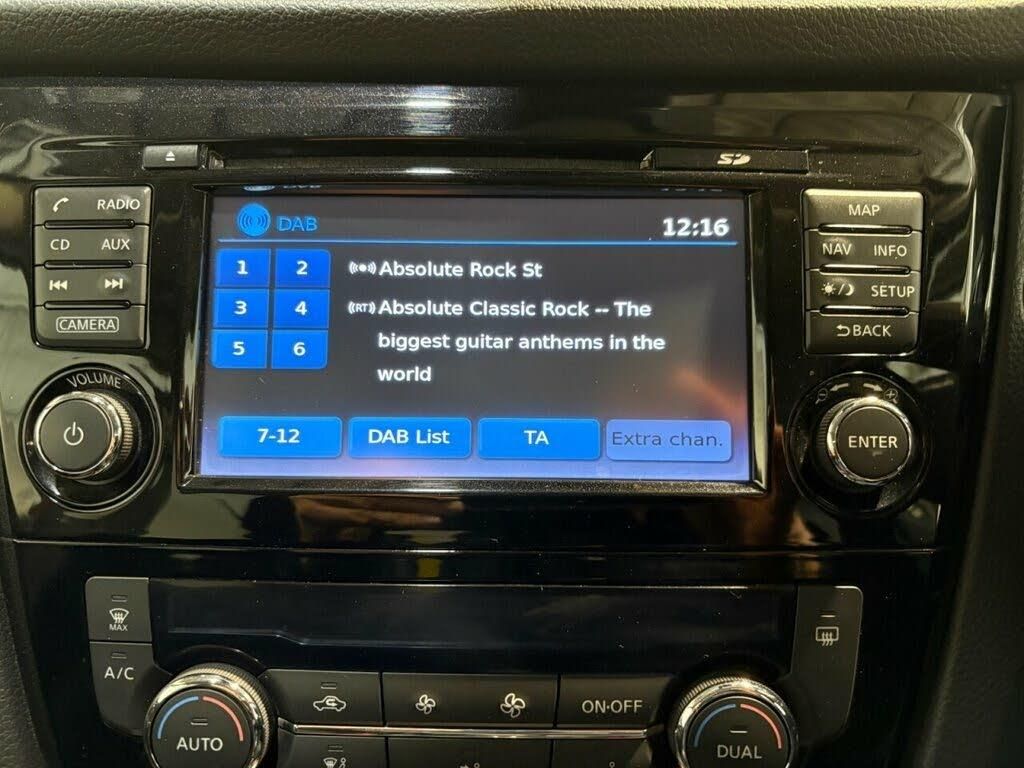 SD
RADIO
CD AUX
CAMERA
VOLUME
DAB
12:16
1 2
3 4
5 6
Absolute Rock St
(RT) Absolute Classic Rock -- The
biggest guitar anthems in the
world
7-12 DAB List TA Extra chan.
MAP
NAV INFO
SETUP
BACK
ENTER
MAX
A/C
AUTO
ON·OFF
DUAL